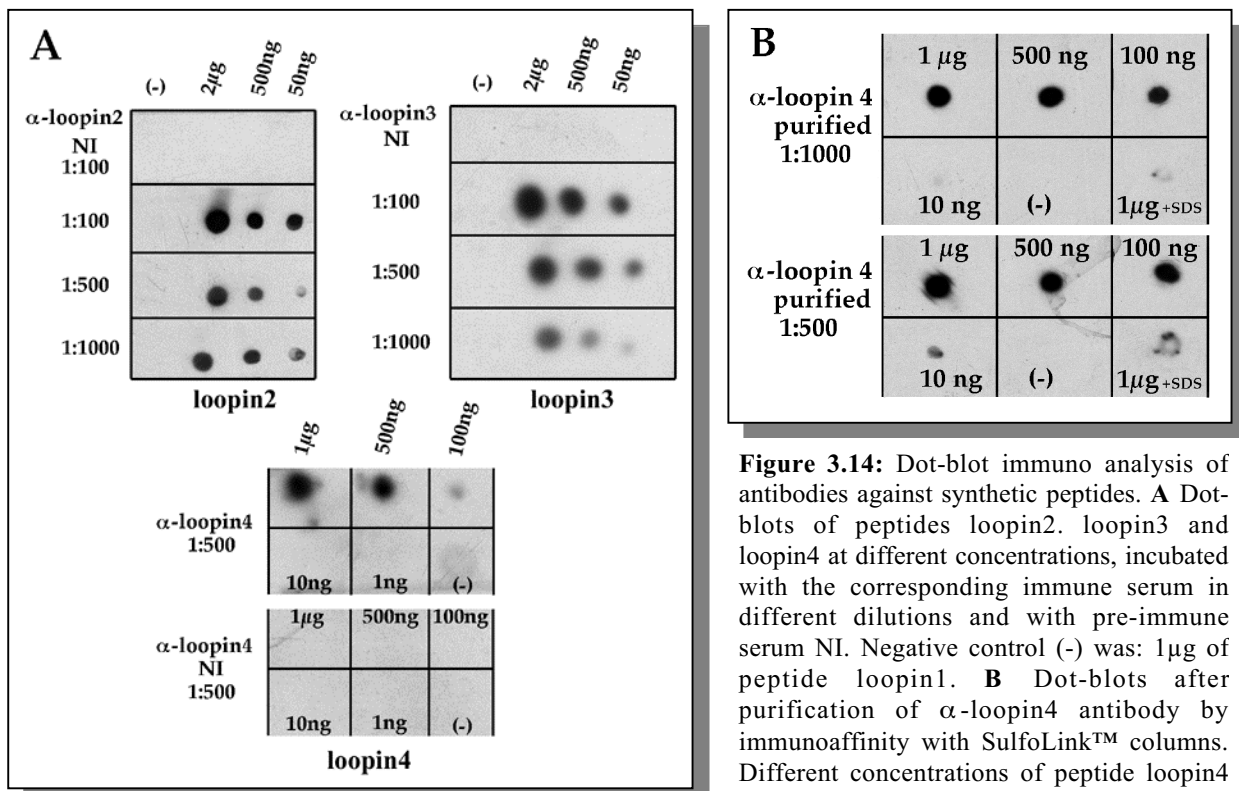 A
(-) 2µg 500ng 50ng
α-loopin2
NI
1:100
1:100
1:500
1:1000
loopin2
(-) 2µg 500ng 50ng
α-loopin3
NI
1:100
1:500
1:1000
loopin3
1µg 500ng 100ng
α-loopin4
1:500
10ng 1ng (-)
1µg 500ng 100ng
α-loopin4
NI
1:500
10ng 1ng (-)
loopin4
B
1 µg 500 ng 100 ng
α-loopin 4
purified
1:1000
10 ng (-) 1µg +SDS
1 µg 500 ng 100 ng
α-loopin 4
purified
1:500
10 ng (-) 1µg +SDS
Figure 3.14: Dot-blot immuno analysis of
antibodies against synthetic peptides. A Dot-
blots of peptides loopin2. loopin3 and
loopin4 at different concentrations, incubated
with the corresponding immune serum in
different dilutions and with pre-immune
serum NI. Negative control (-) was: 1µg of
peptide loopin1. B Dot-blots after
purification of α-loopin4 antibody by
immunoaffinity with SulfoLink™ columns.
Different concentrations of peptide loopin4